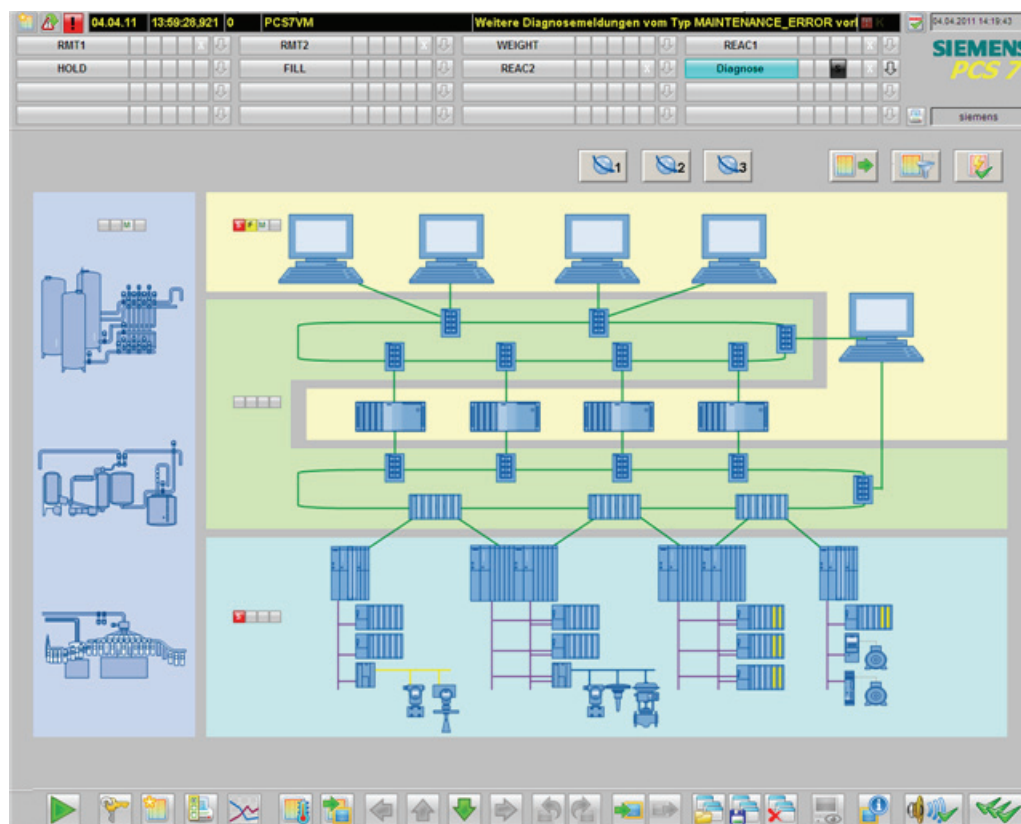 04.04.11 13:59:28,921 0 PCS7VM Weitere Diagnosemeldungen vom Typ MAINTENANCE_ERROR vorl K 04.04.2011 14:19:43
RMT1 RMT2 WEIGHT REAC1
SIEMENS
HOLD FILL REAC2 Diagnose
PCS 7
siemens
1 2 3
M
F M